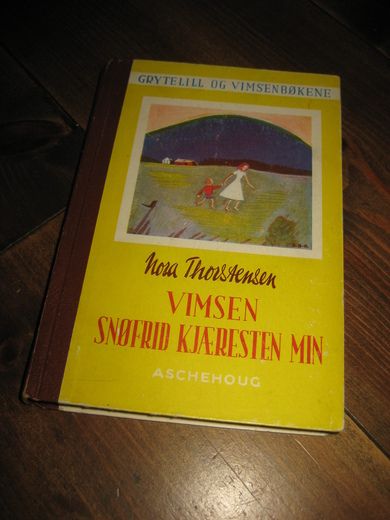 GRYTELILL OG VIMSENBØKENE
Nora Thorstensen
VIMSEN
SNØFRID KJÆRESTEN MIN
ASCHEHOUG